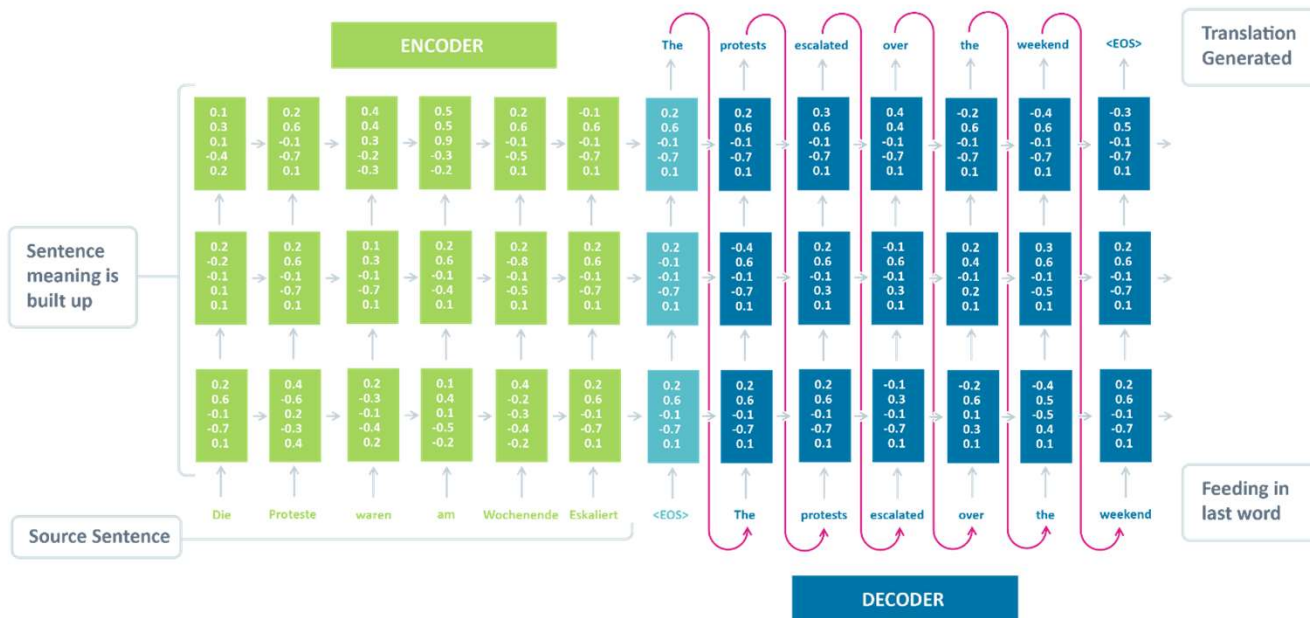 ENCODER
The protests escalated over the weekend <EOS>
Translation
Generated
0.1 0.2 0.4 0.5 0.2 -0.1 0.2 0.2 0.3 0.4 -0.2 -0.4 -0.3
0.3 0.6 0.4 0.5 0.6 0.6 0.6 0.6 0.6 0.4 0.6 0.6 0.5
0.1 -0.1 0.3 0.9 -0.1 -0.1 -0.1 -0.1 -0.1 -0.1 -0.1 -0.1 -0.1
-0.4 -0.7 -0.2 -0.3 -0.5 -0.7 -0.7 -0.7 -0.7 -0.7 -0.7 -0.7 -0.7
0.2 0.1 -0.3 -0.2 0.1 0.1 0.1 0.1 0.1 0.1 0.1 0.1 0.1
Sentence
meaning is
built up
0.2 0.2 0.1 0.2 0.2 0.2 0.2 -0.4 0.2 -0.1 0.2 0.3 0.2
-0.2 0.6 0.3 0.6 -0.8 0.6 -0.1 0.6 0.6 0.6 0.4 0.6 0.6
-0.1 -0.1 -0.1 -0.1 -0.1 -0.1 -0.1 -0.1 -0.1 -0.1 -0.1 -0.1 -0.1
0.1 -0.7 -0.7 -0.4 -0.5 -0.7 -0.7 -0.7 0.3 0.3 0.2 -0.5 -0.7
0.1 0.1 0.1 0.1 0.1 0.1 0.1 0.1 0.1 0.1 0.1 0.1 0.1
0.2 0.4 0.2 0.1 0.4 0.2 0.2 0.2 0.2 -0.1 -0.2 -0.4 0.2
0.6 -0.6 -0.3 0.4 -0.2 0.6 0.6 0.6 0.6 0.3 0.6 0.5 0.6
-0.1 0.2 -0.1 0.1 -0.3 -0.1 -0.1 -0.1 -0.1 -0.1 0.1 -0.5 -0.1
-0.7 -0.3 -0.4 -0.5 -0.4 -0.7 -0.7 -0.7 -0.7 -0.7 0.3 0.4 -0.7
0.1 0.4 0.2 -0.2 -0.2 0.1 0.1 0.1 0.1 0.1 0.1 0.1 0.1
Die Proteste waren am Wochenende Eskaliert <EOS> The protests escalated over the weekend
Feeding in
last word
Source Sentence
DECODER